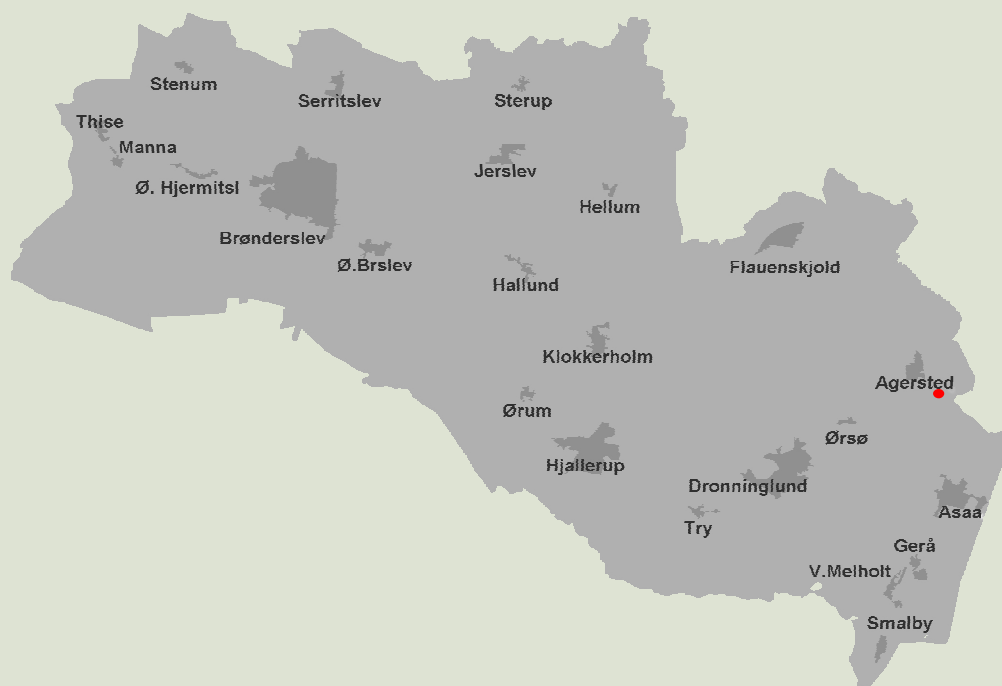 Stenum
Serritslev
Sterup
Thise
Manna
Jerslev
Ø. Hjermitsl
Hellum
Brønderslev
Ø.Brslev
Flauenskjold
Hallund
Klokkerholm
Agersted
Ørum
Ørsø
Hjallerup
Dronninglund
Asaa
Try
Gerå
V.Melholt
Smalby